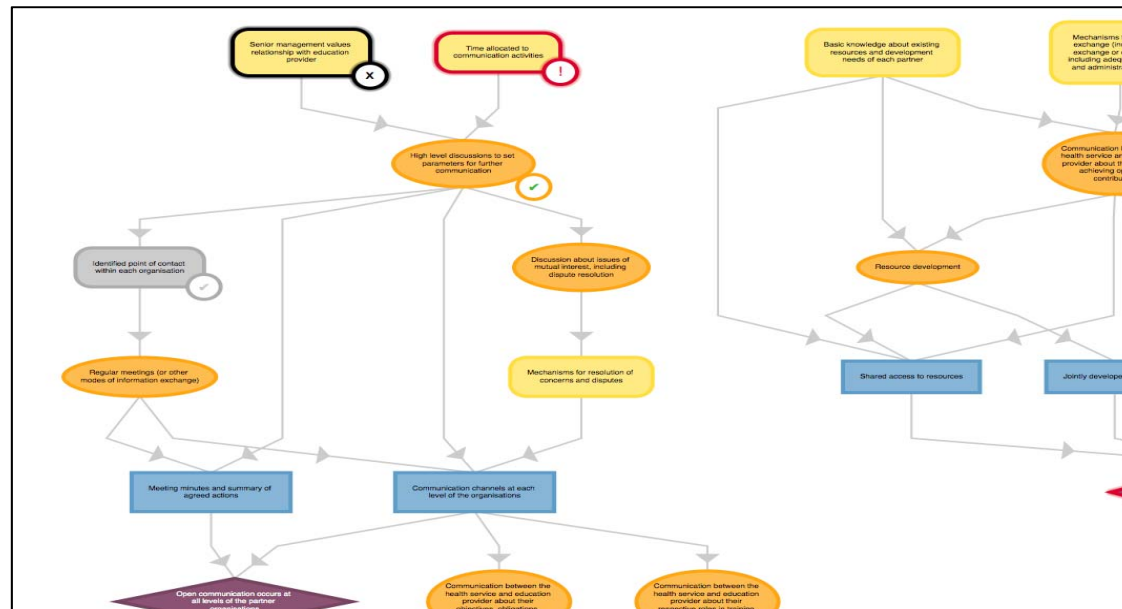 Senior management values
relationship with education
provider
x
Time allocated to
communication activities
!
Basic knowledge about existing
resources and development
needs of each partner
Mechanisms
exchange (in
exchange or
including
and
High level discussions to set
parameters for further
communication
Communication
health service
provider about
achieving
Identified point of contact
within each organisation
Discussion about issues of
mutual interest, including
dispute resolution
Resource development
Regular meetings (or other
modes of information exchange)
Mechanisms for resolution of
concerns and disputes
Shared access to resources
Jointly
Meeting minutes and summary of
agreed actions
Communication channels at each
level of the organisations
Open communication occurs at
all levels of the partner
organisations
Communication between the
health service and education
provider about their
objectives, obligations
Communication between the
health service and education
provider about their
respective roles in training